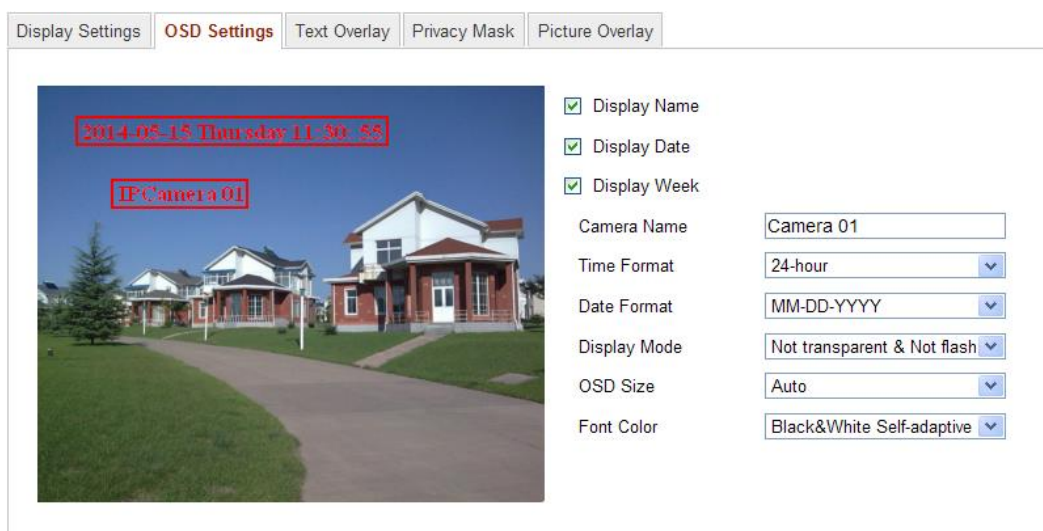 Display Settings OSD Settings Text Overlay Privacy Mask Picture Overlay
2014-05-15 Thursday 11:30:55
IPCamera 01
Display Name
Display Date
Display Week
Camera Name Camera 01
Time Format 24-hour
Date Format MM-DD-YYYY
Display Mode Not transparent & Not flash
OSD Size Auto
Font Color Black&White Self-adaptive